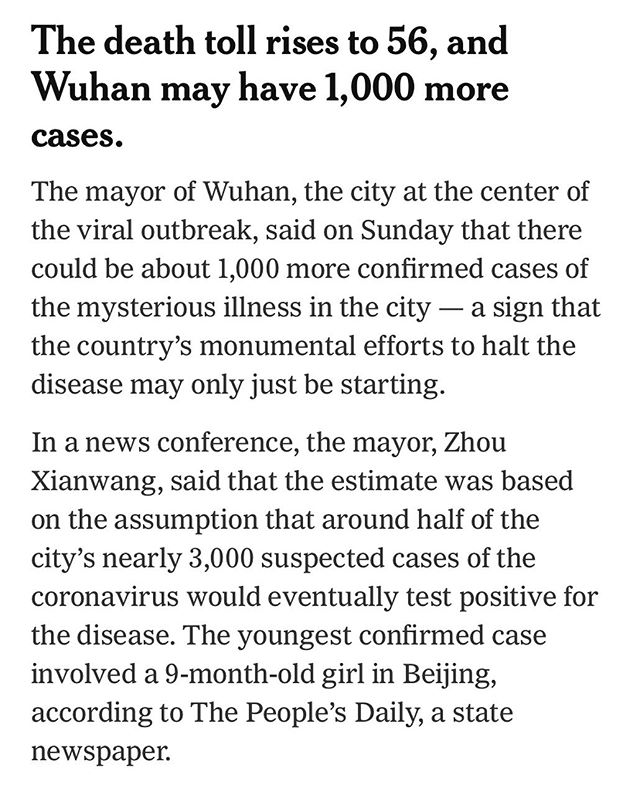 The death toll rises to 56, and
Wuhan may have 1,000 more
cases.
The mayor of Wuhan, the city at the center of
the viral outbreak, said on Sunday that there
could be about 1,000 more confirmed cases of
the mysterious illness in the city — a sign that
the country’s monumental efforts to halt the
disease may only just be starting.
In a news conference, the mayor, Zhou
Xianwang, said that the estimate was based
on the assumption that around half of the
city’s nearly 3,000 suspected cases of the
coronavirus would eventually test positive for
the disease. The youngest confirmed case
involved a 9-month-old girl in Beijing,
according to The People’s Daily, a state
newspaper.